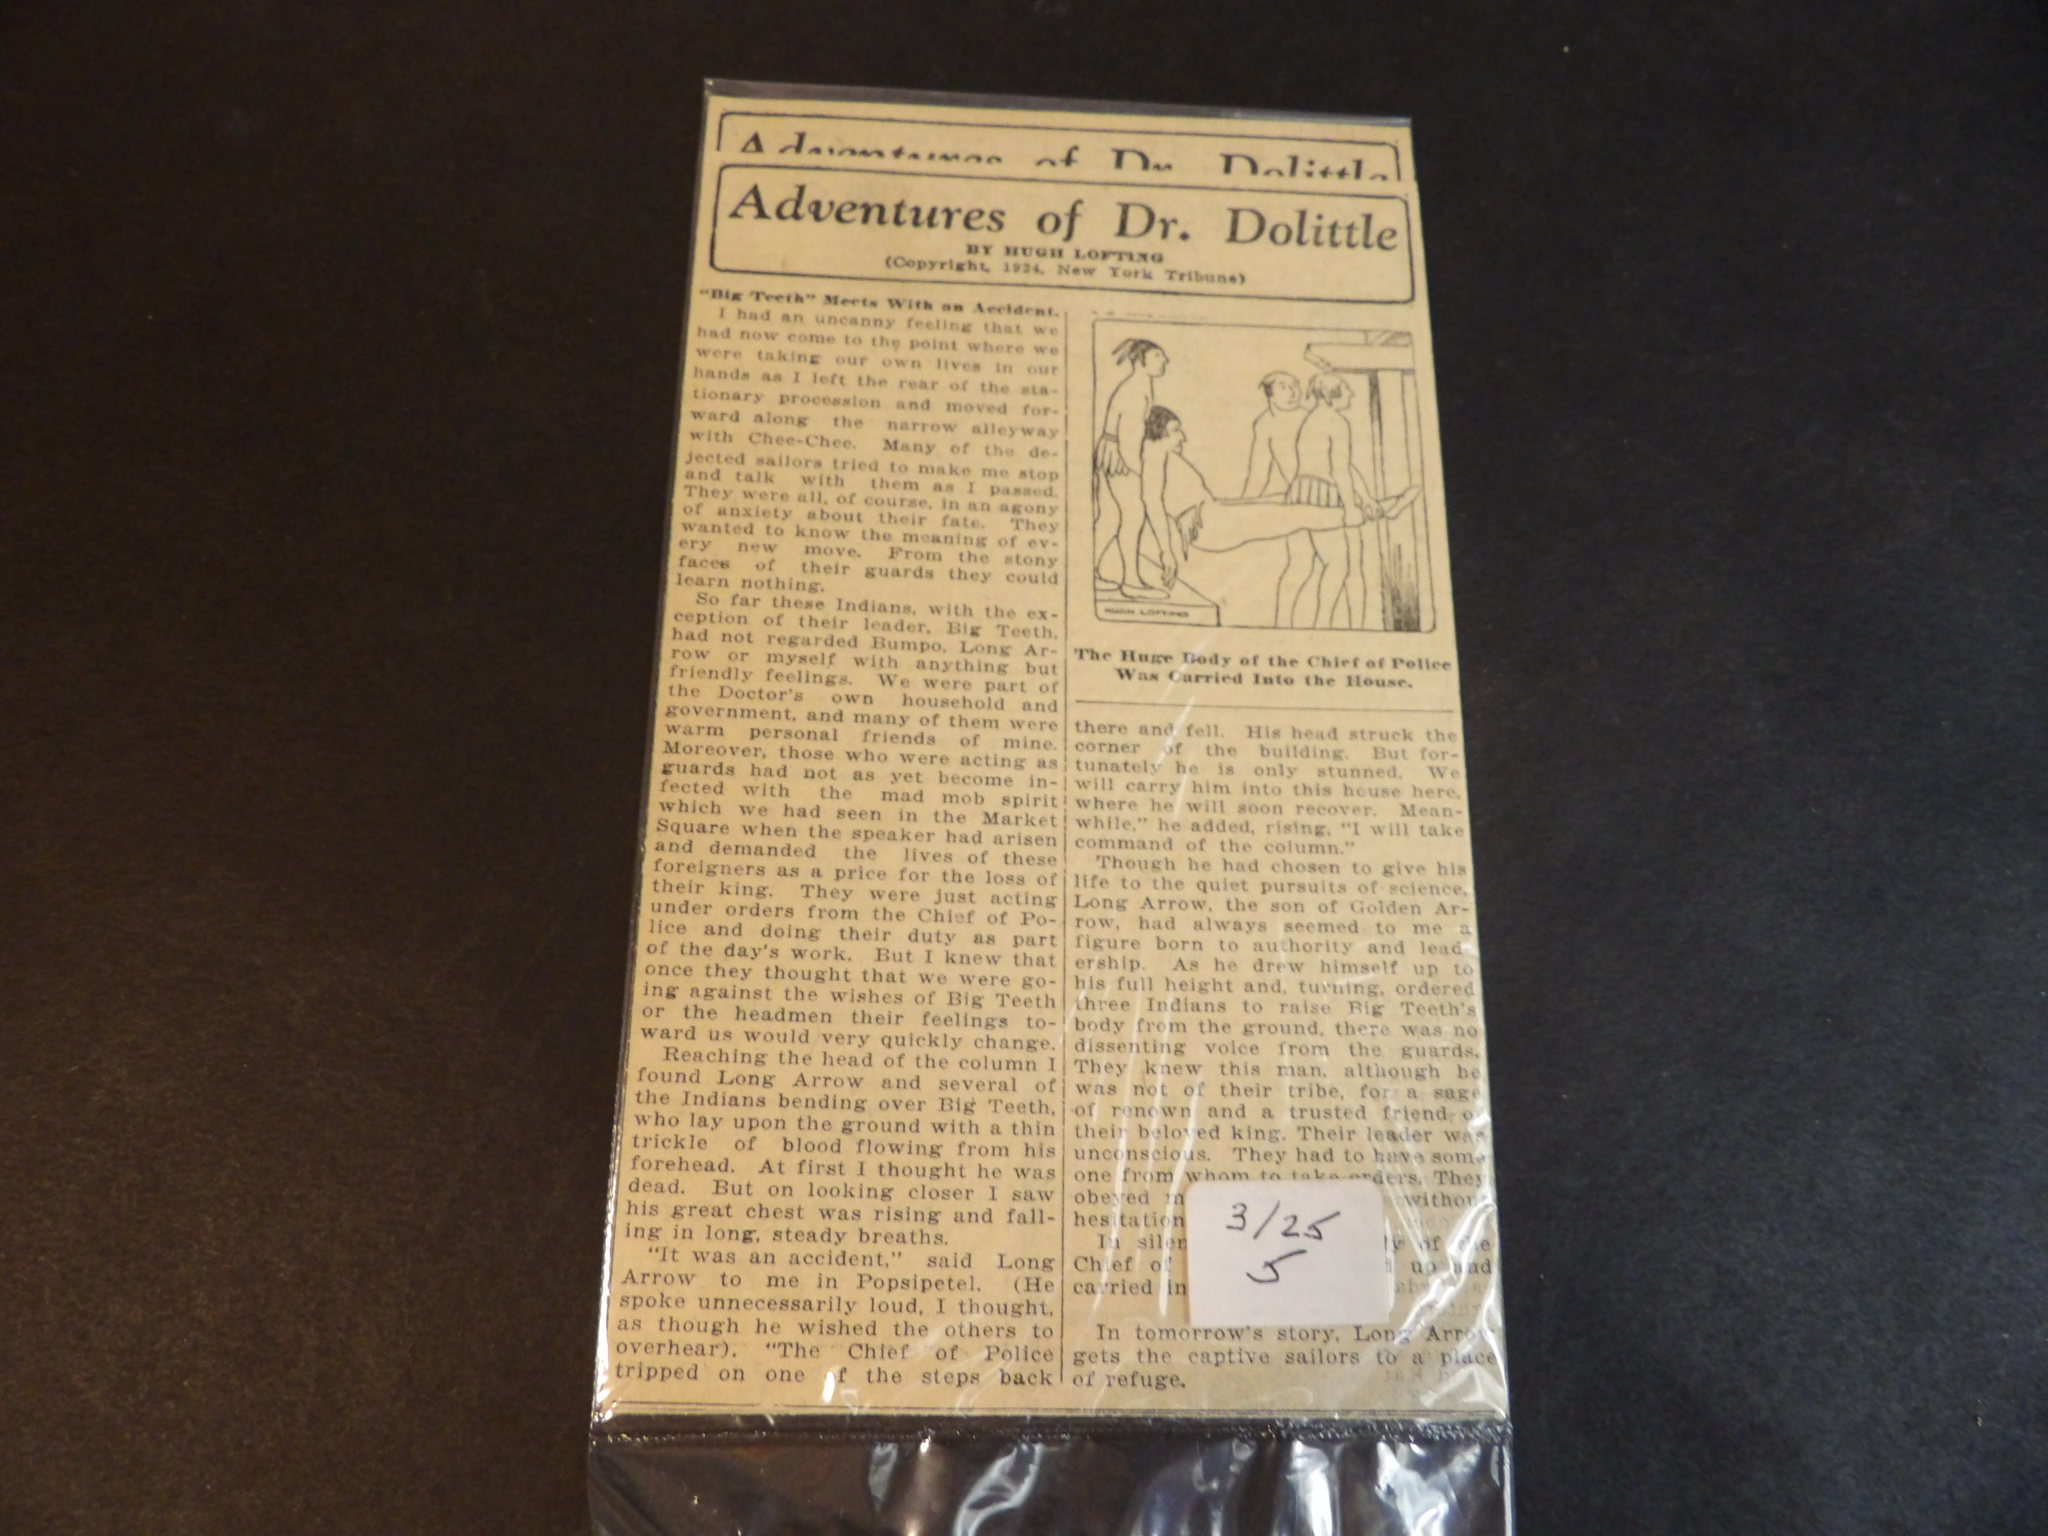 Adventures of Dr. Dolittle
Adventures of Dr. Dolittle
BY HUGH LOFTING
(Copyright, 1924, New York Tribune)
"Big Teeth" Meets With an Accident.
I had an uncanny feeling that we
had now come to the point where we
were taking our own lives in our
hands as I left the rear of the sta-
tionary procession and moved for-
ward along the narrow alleyway
with Chee-Chee. Many of the de-
jected sailors tried to make me stop
and talk with them as I passed.
They were all, of course, in an agony
of anxiety about their fate. They
wanted to know the meaning of ev-
ery new move. From the stony
faces of their guards they could
learn nothing.
So far these Indians, with the ex-
ception of their leader, Big Teeth,
had not regarded Bumpo, Long Ar-
row or myself with anything but
friendly feelings. We were part of
the Doctor's own household and
government, and many of them were
warm personal friends of mine.
Moreover, those who were acting as
guards had not as yet become in-
fected with the mad mob spirit
which we had seen in the Market
Square when the speaker had arisen
and demanded the lives of these
foreigners as a price for the loss of
their king. They were just acting
under orders from the Chief of Po-
lice and doing their duty as part
of the day's work. But I knew that
once they thought that we were go-
ing against the wishes of Big Teeth
or the headmen their feelings to-
ward us would very quickly change.
Reaching the head of the column I
found Long Arrow and several of
the Indians bending over Big Teeth,
who lay upon the ground with a thin
trickle of blood flowing from his
forehead. At first I thought he was
dead. But on looking closer I saw
his great chest was rising and fall-
ing in long, steady breaths.
"It was an accident," said Long
Arrow to me in Popsipetel. (He
spoke unnecessarily loud, I thought,
as though he wished the others to
overhear). "The Chief of Police
tripped on one of the steps back
HUGH LOFTING
The Huge Body of the Chief of Police
Was Carried Into the House.
there and fell. His head struck the
corner of the building. But for-
tunately he is only stunned. We
will carry him into this house here,
where he will soon recover. Mean-
while," he added, rising, "I will take
command of the column."
Though he had chosen to give his
life to the quiet pursuits of science,
Long Arrow, the son of Golden Ar-
row, had always seemed to me a
figure born to authority and lead-
ership. As he drew himself up to
his full height and, turning, ordered
three Indians to raise Big Teeth's
body from the ground, there was no
dissenting voice from the guards.
They knew this man, although he
was not of their tribe, for a sage
of renown and a trusted friend of
their beloved king. Their leader was
unconscious. They had to have some
one from whom to take orders. They
obeyed without
hesitation
In of the
Chief of up and
carried
3/25
5
In tomorrow's story, Long Arrow
gets the captive sailors to a place
of refuge.